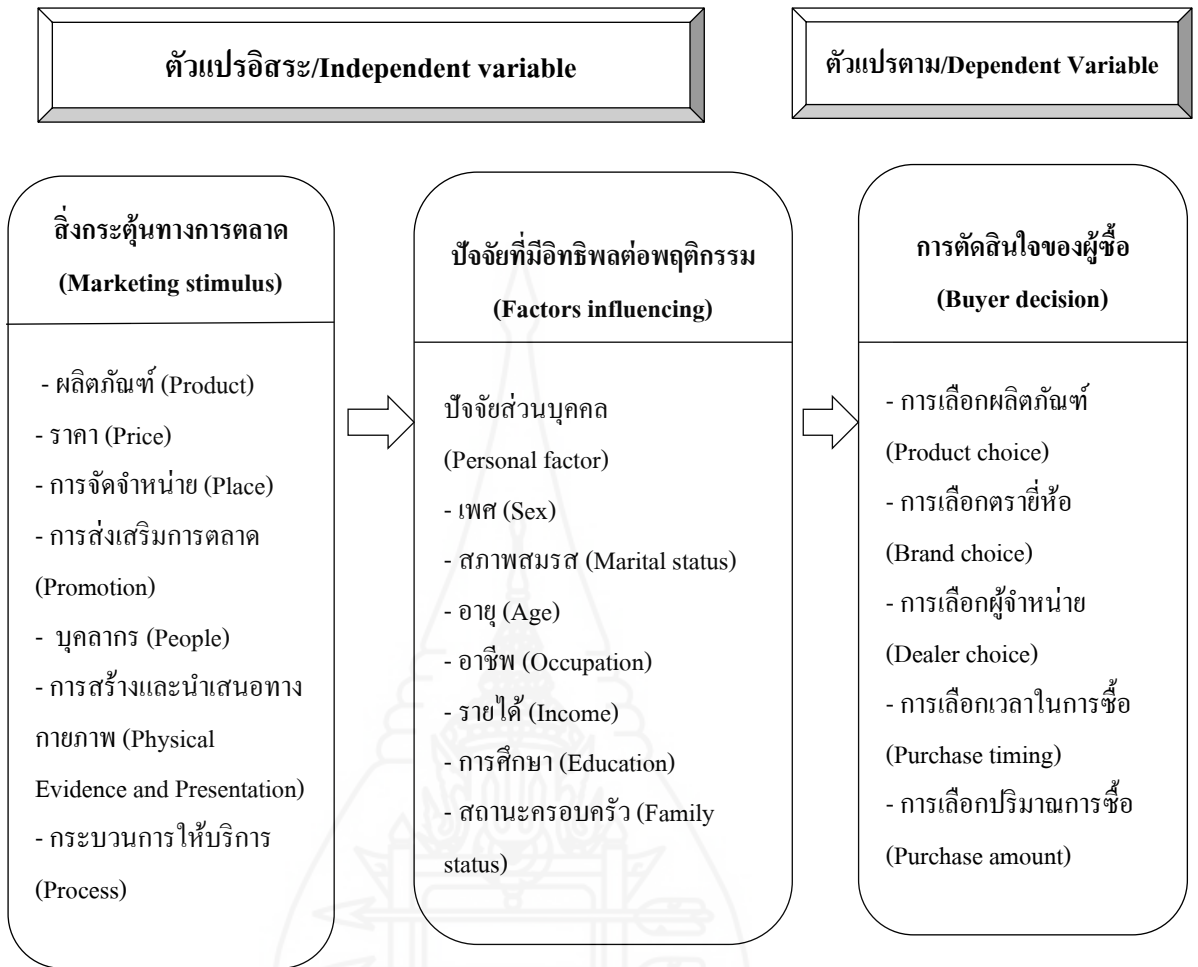 ตัวแปรอิสระ/Independent variable
ตัวแปรตาม/Dependent Variable
สิ่งกระตุ้นทางการตลาด
(Marketing stimulus)
- ผลิตภัณฑ์ (Product)
- ราคา (Price)
- การจัดจำหน่าย (Place)
- การส่งเสริมการตลาด
(Promotion)
- บุคลากร (People)
- การสร้างและนำเสนอทาง
กายภาพ (Physical
Evidence and Presentation)
- กระบวนการให้บริการ
(Process)
ปัจจัยที่มีอิทธิพลต่อพฤติกรรม
(Factors influencing)
ปัจจัยส่วนบุคคล
(Personal factor)
- เพศ (Sex)
- สภาพสมรส (Marital status)
- อายุ (Age)
- อาชีพ (Occupation)
- รายได้ (Income)
- การศึกษา (Education)
- สถานะครอบครัว (Family
status)
การตัดสินใจของผู้ซื้อ
(Buyer decision)
- การเลือกผลิตภัณฑ์
(Product choice)
- การเลือกตรายี่ห้อ
(Brand choice)
- การเลือกผู้จำหน่าย
(Dealer choice)
- การเลือกเวลาในการซื้อ
(Purchase timing)
- การเลือกปริมาณการซื้อ
(Purchase amount)